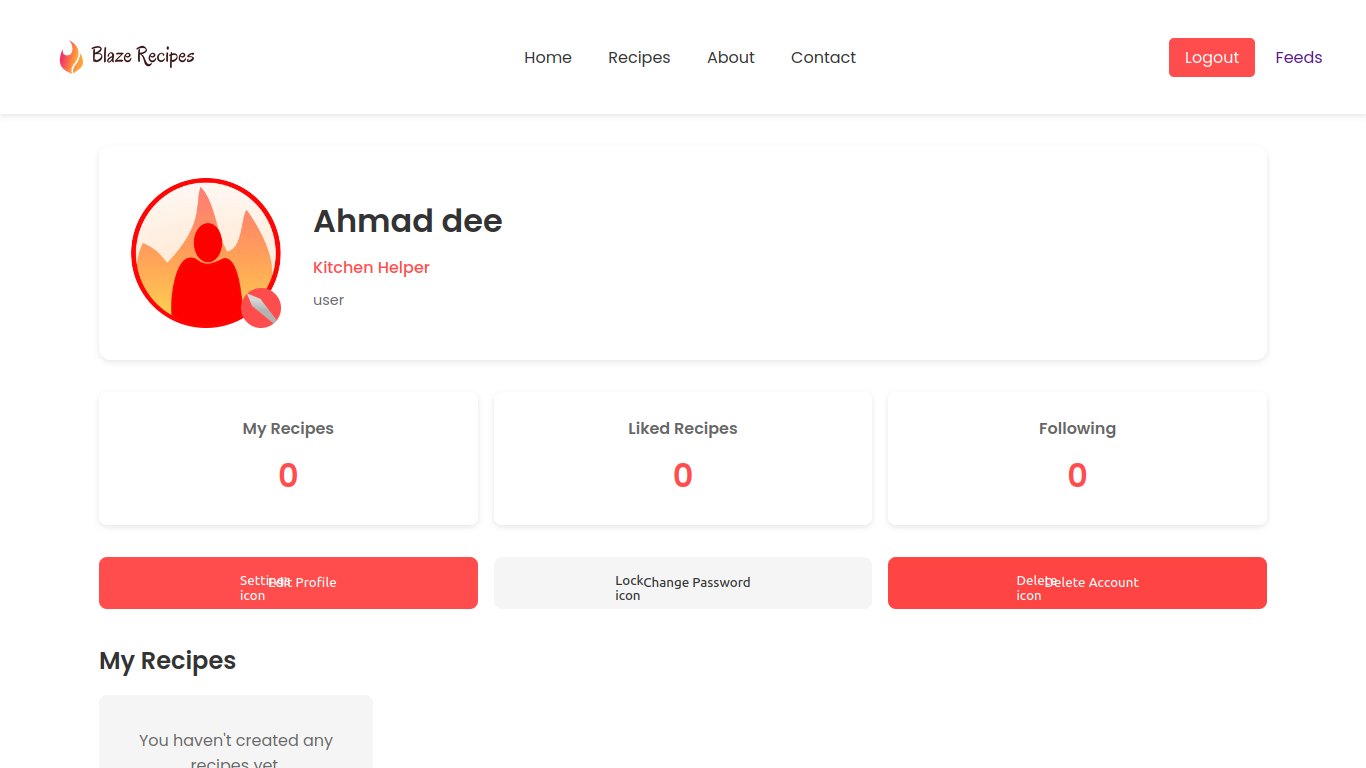 Blaze Recipes
Home Recipes About Contact
Logout Feeds
Ahmad dee
Kitchen Helper
user
My Recipes
0
Liked Recipes
0
Following
0
Settings icon Edit Profile
Lock icon Change Password
Delete icon Delete Account
My Recipes
You haven't created any
recipes yet